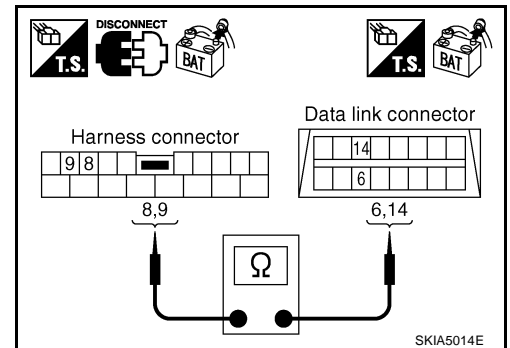 DISCONNECT
T.S.
BAT
T.S.
BAT
Data link connector
Harness connector
9 8
14
6
8,9
6,14
Ω
SKIA5014E